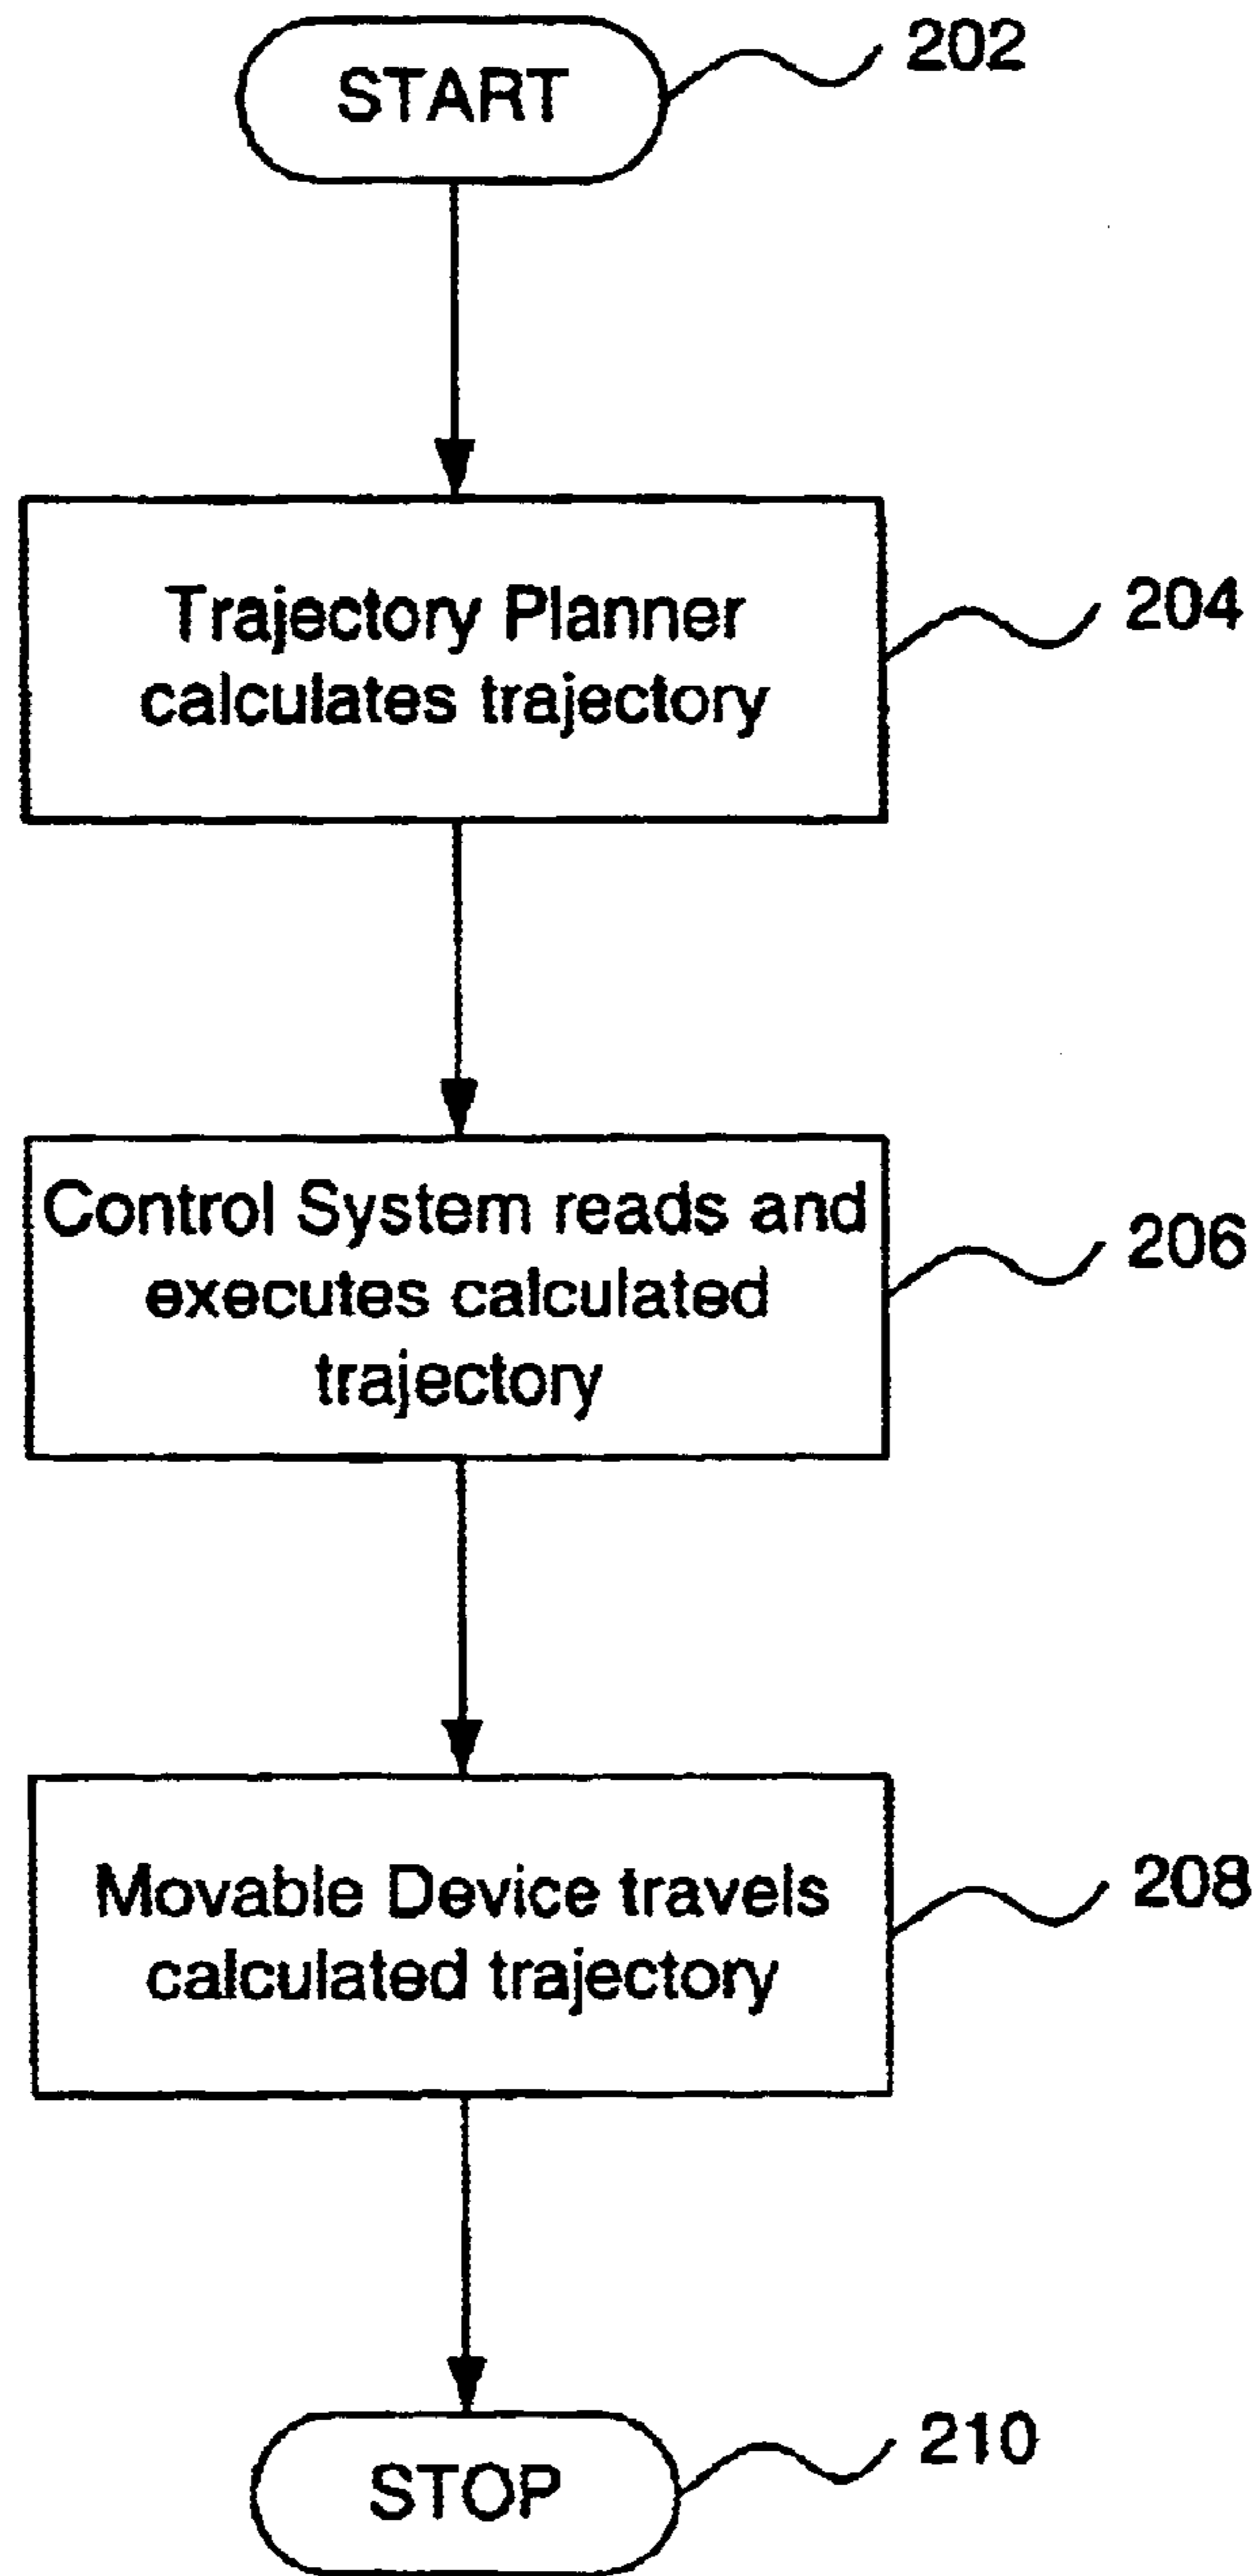 START
202
Trajectory Planner
calculates trajectory
204
Control System reads and
executes calculated
trajectory
206
Movable Device travels
calculated trajectory
208
STOP
210